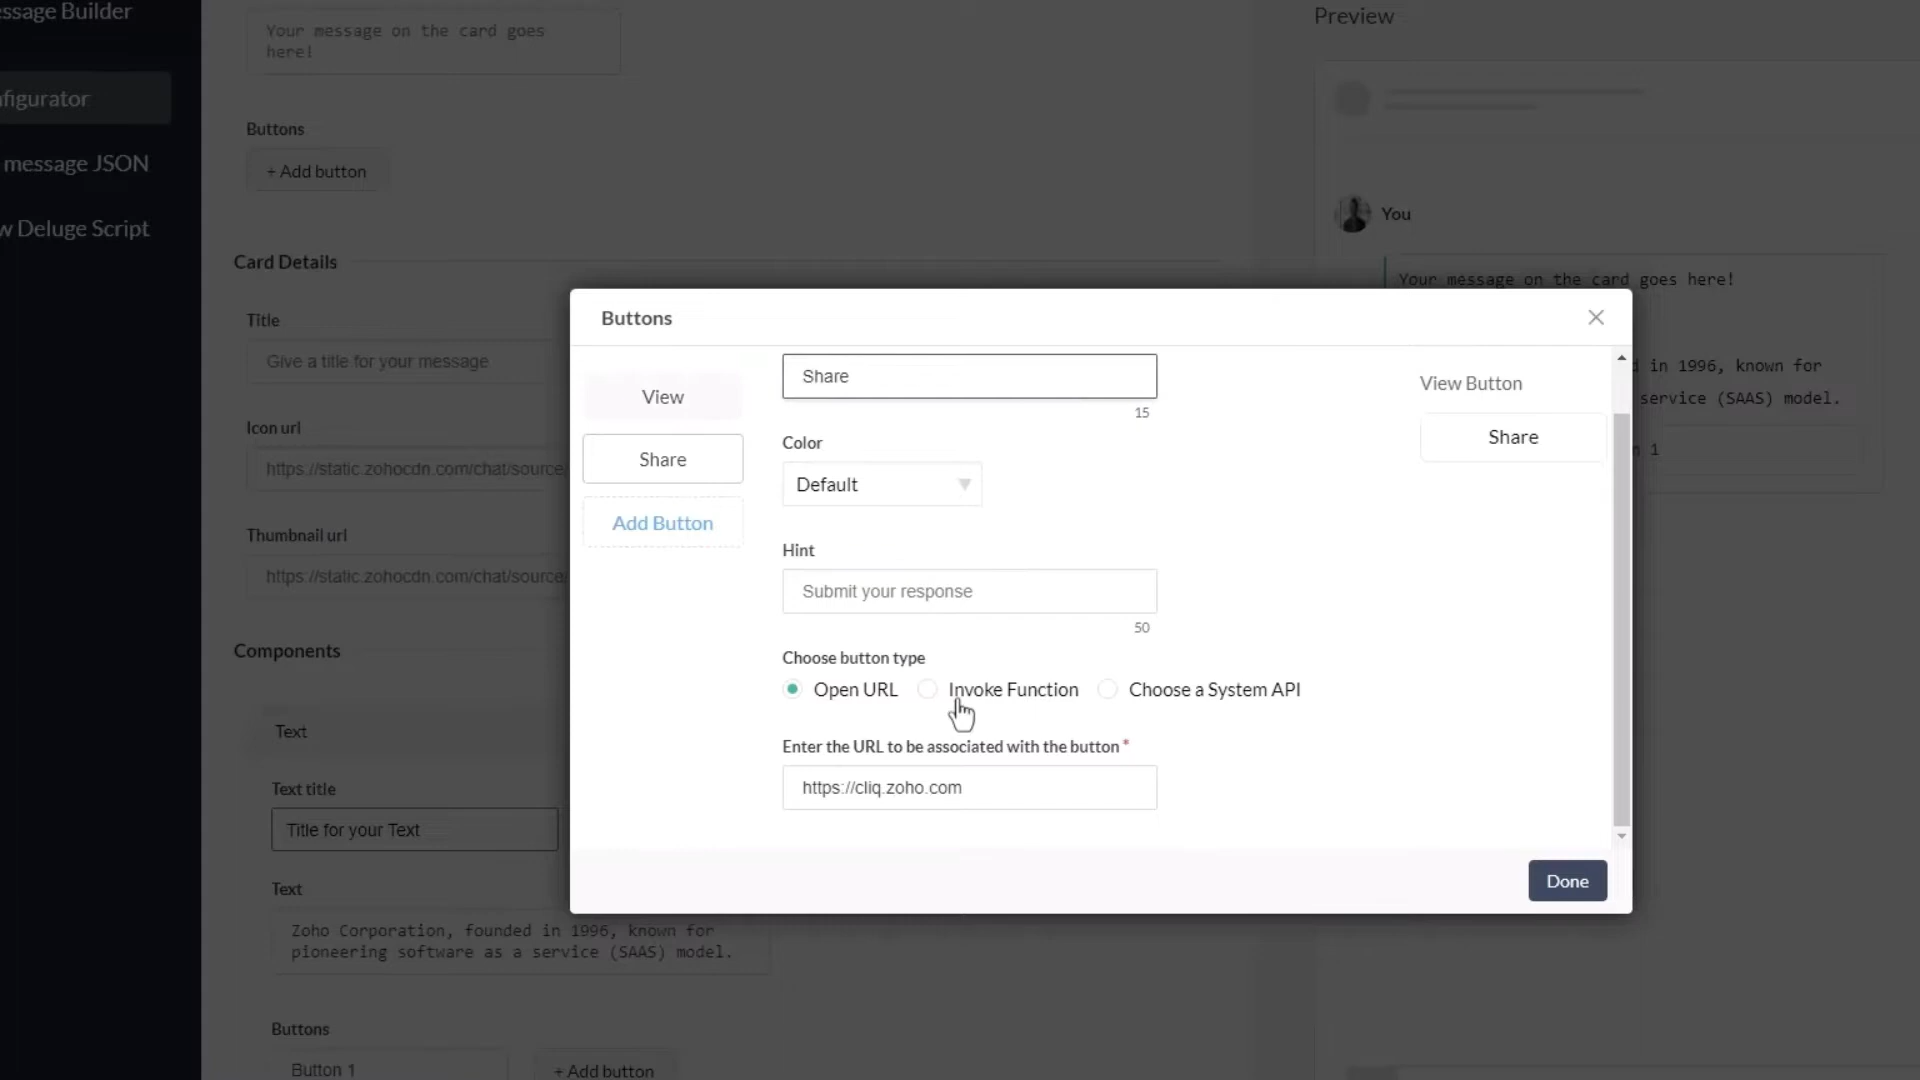 ssage Builder
nfigurator
message JSON
w Deluge Script
Your message on the card goes
here!
Buttons
+ Add button
Card Details
Title
Give a title for your message
Icon url
https://static.zohocdn.com/chat/source/
Thumbnail url
https://static.zohocdn.com/chat/source/
Components
Text
Text title
Title for your Text
Text
Zoho Corporation, founded in 1996, known for
pioneering software as a service (SAAS) model.
Buttons
Button 1
+ Add button
Buttons
View
Share
Add Button
Share
15
Color
Default
Hint
Submit your response
50
Choose button type
Open URL
Invoke Function
Choose a System API
Enter the URL to be associated with the button *
https://cliq.zoho.com
View Button
Share
Done
Preview
You
Your message on the card goes here!
d in 1996, known for
service (SAAS) model.
n 1